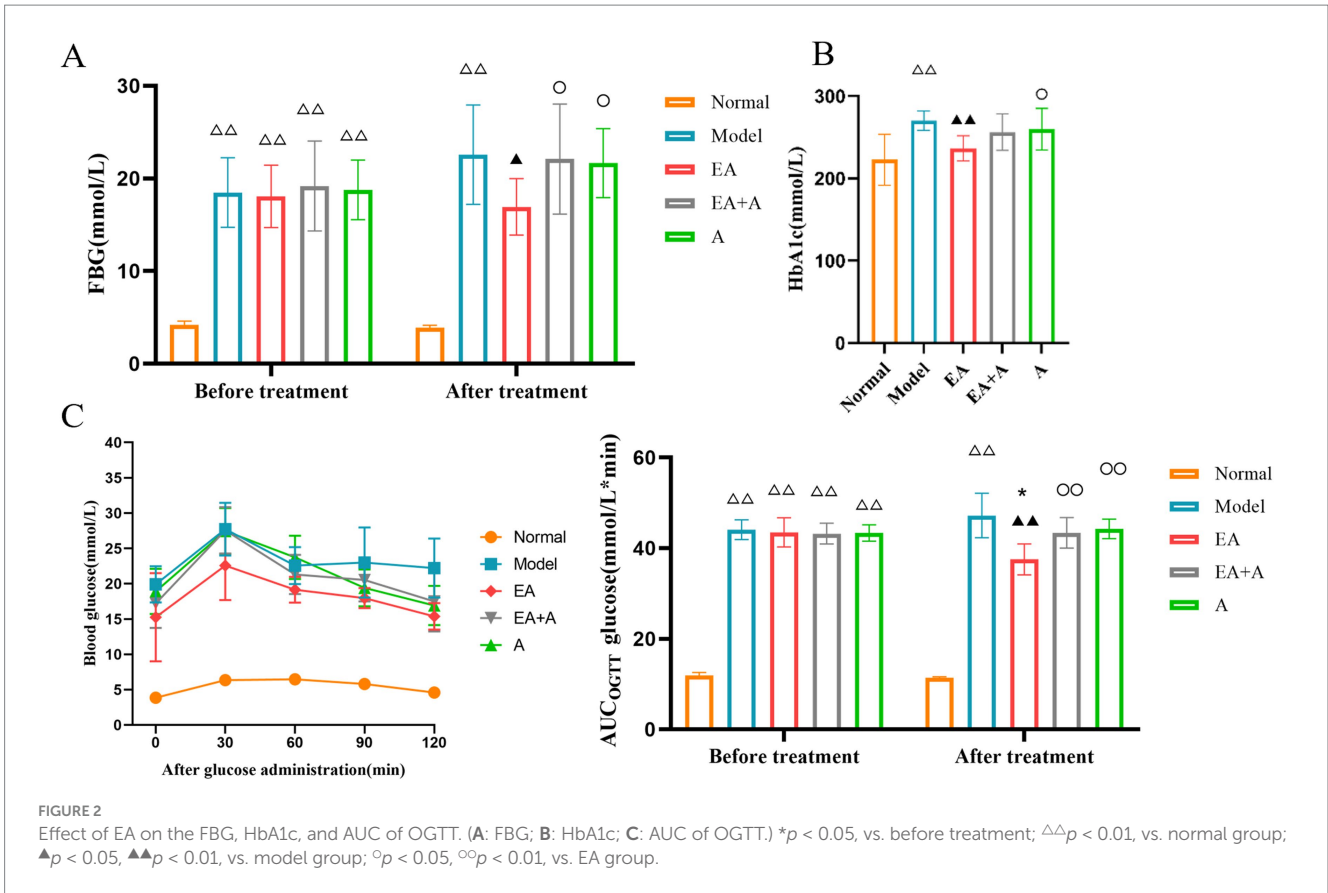 A
FBG(mmol/L)
30
20
10
0
△△
△△
△△
△△
△△
▲
○
○
Before treatment
After treatment
Normal
Model
EA
EA+A
A
B
HbA1c(mmol/L)
300
200
100
0
△△
▲▲
○
Normal
Model
EA
EA+A
A
C
Blood glucose(mmol/L)
40
35
30
25
20
15
10
5
0
0 30 60 90 120
After glucose administration(min)
Normal
Model
EA
EA+A
A
AUCOGTT glucose(mmol/L*min)
60
40
20
0
△△
△△
△△
△△
△△
*
▲▲
○○
○○
Before treatment
After treatment
Normal
Model
EA
EA+A
A
FIGURE 2
Effect of EA on the FBG, HbA1c, and AUC of OGTT. (A: FBG; B: HbA1c; C: AUC of OGTT.) *p < 0.05, vs. before treatment; △△p < 0.01, vs. normal group;
▲p < 0.05, ▲▲p < 0.01, vs. model group; ○p < 0.05, ○○p < 0.01, vs. EA group.